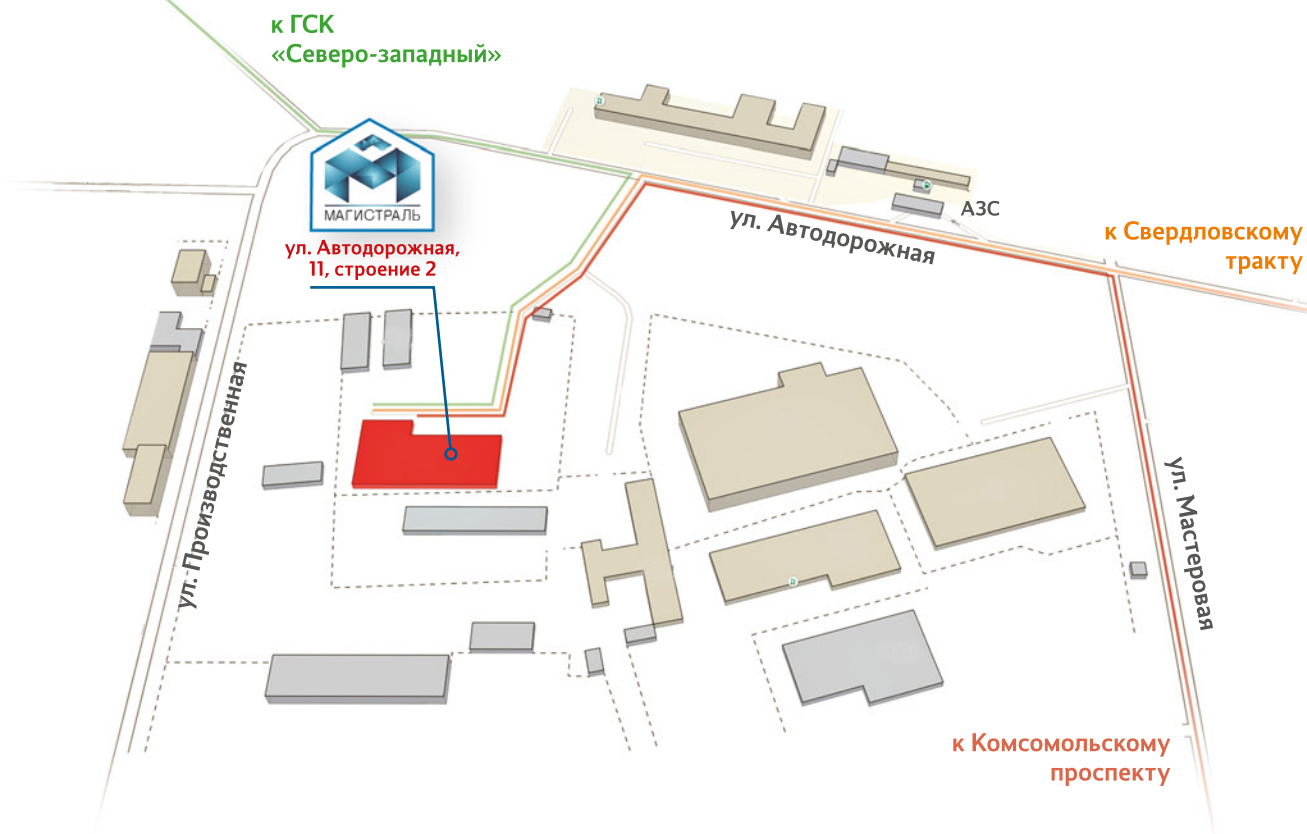 к ГСК
«Северо-западный»
МАГИСТРАЛЬ
ул. Автодорожная,
11, строение 2
ул. Автодорожная
АЗС
к Свердловскому
тракту
ул. Производственная
ул. Мастеровая
к Комсомольскому
проспекту